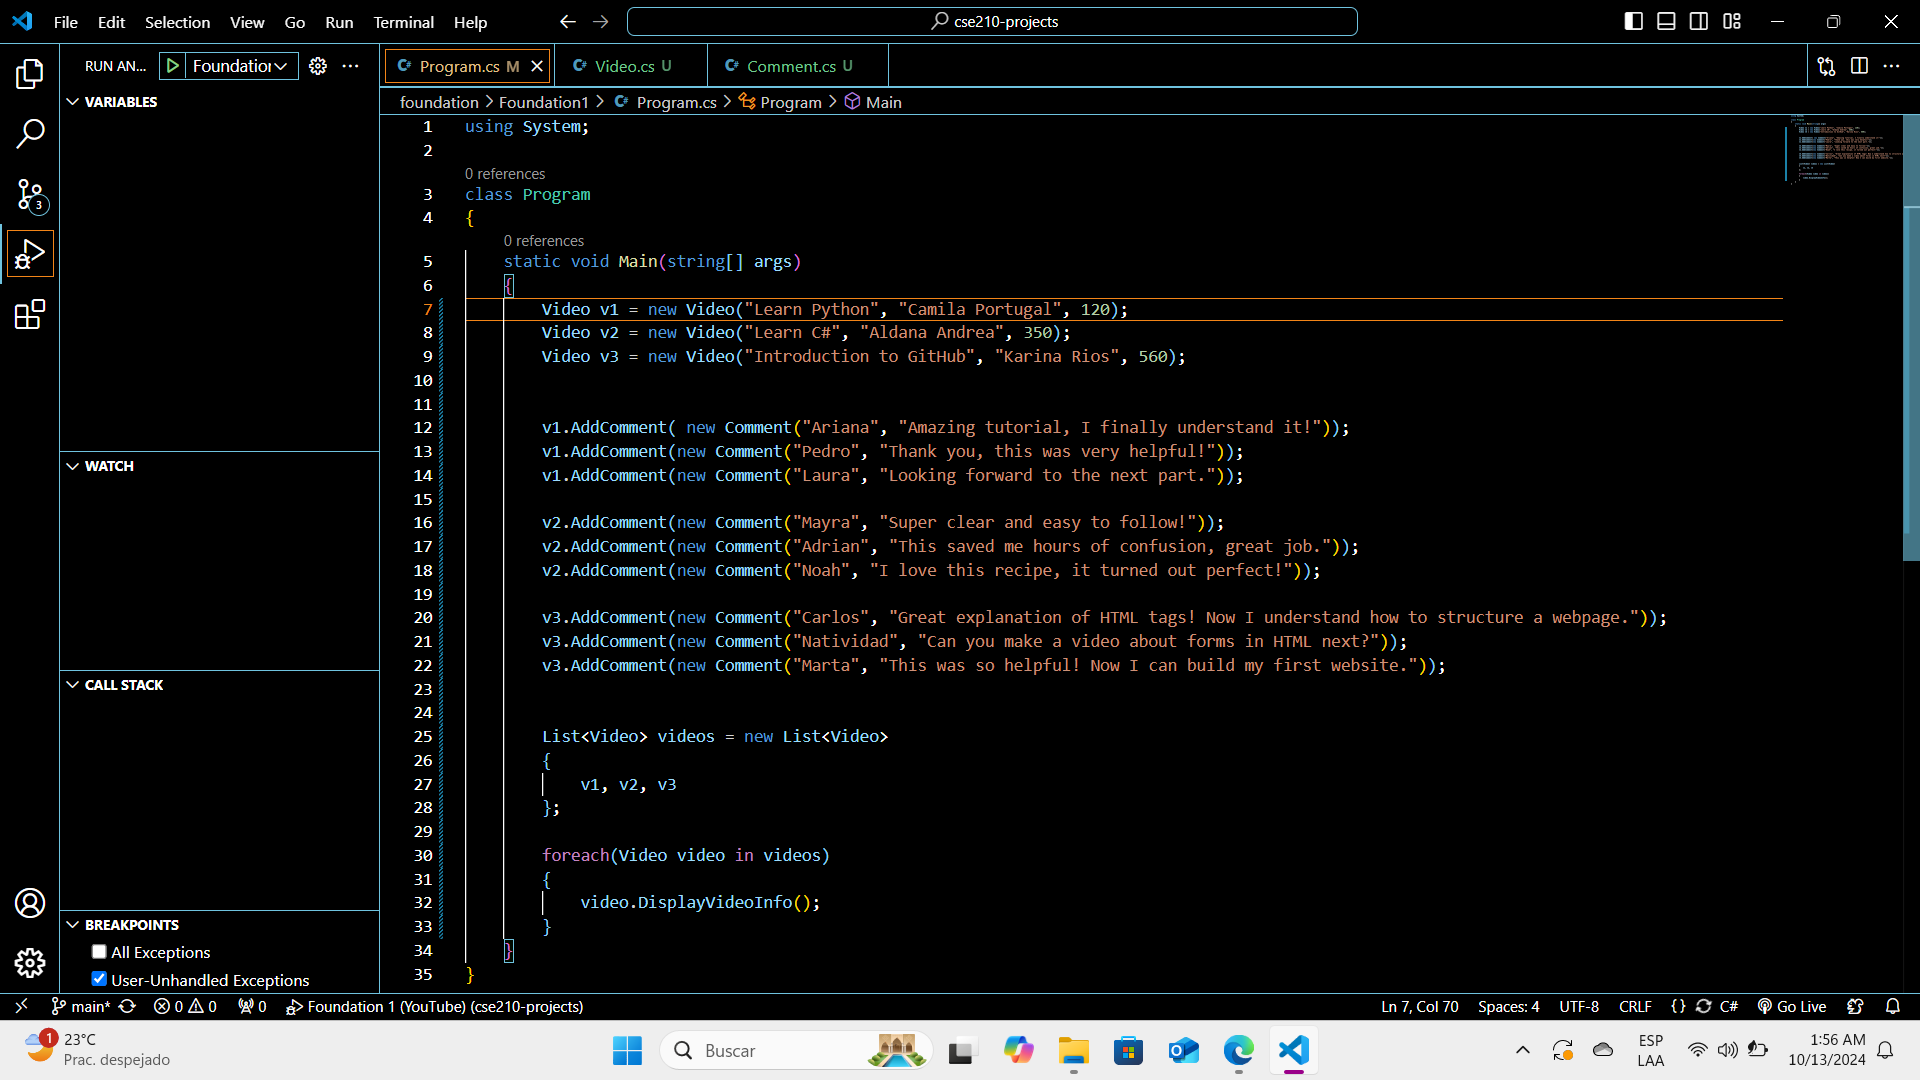 File Edit Selection View Go Run Terminal Help
cse210-projects
RUN AN... Foundation
Program.cs M
Video.cs U
Comment.cs U
foundation > Foundation1 > Program.cs > Program > Main
VARIABLES
WATCH
CALL STACK
BREAKPOINTS
All Exceptions
User-Unhandled Exceptions
3
1 using System;
2
0 references
3 class Program
4 {
0 references
5 static void Main(string[] args)
6 {
7 Video v1 = new Video("Learn Python", "Camila Portugal", 120);
8 Video v2 = new Video("Learn C#", "Aldana Andrea", 350);
9 Video v3 = new Video("Introduction to GitHub", "Karina Rios", 560);
10
11
12 v1.AddComment( new Comment("Ariana", "Amazing tutorial, I finally understand it!"));
13 v1.AddComment(new Comment("Pedro", "Thank you, this was very helpful!"));
14 v1.AddComment(new Comment("Laura", "Looking forward to the next part."));
15
16 v2.AddComment(new Comment("Mayra", "Super clear and easy to follow!"));
17 v2.AddComment(new Comment("Adrian", "This saved me hours of confusion, great job."));
18 v2.AddComment(new Comment("Noah", "I love this recipe, it turned out perfect!"));
19
20 v3.AddComment(new Comment("Carlos", "Great explanation of HTML tags! Now I understand how to structure a webpage."));
21 v3.AddComment(new Comment("Natividad", "Can you make a video about forms in HTML next?"));
22 v3.AddComment(new Comment("Marta", "This was so helpful! Now I can build my first website."));
23
24
25 List<Video> videos = new List<Video>
26 {
27 v1, v2, v3
28 };
29
30 foreach(Video video in videos)
31 {
32 video.DisplayVideoInfo();
33 }
34 }
35 }
main* 0 0 0 Foundation 1 (YouTube) (cse210-projects)
Ln 7, Col 70 Spaces: 4 UTF-8 CRLF {} C# Go Live
1
23°C
Prac. despejado
Buscar
ESP
LAA
1:56 AM
10/13/2024